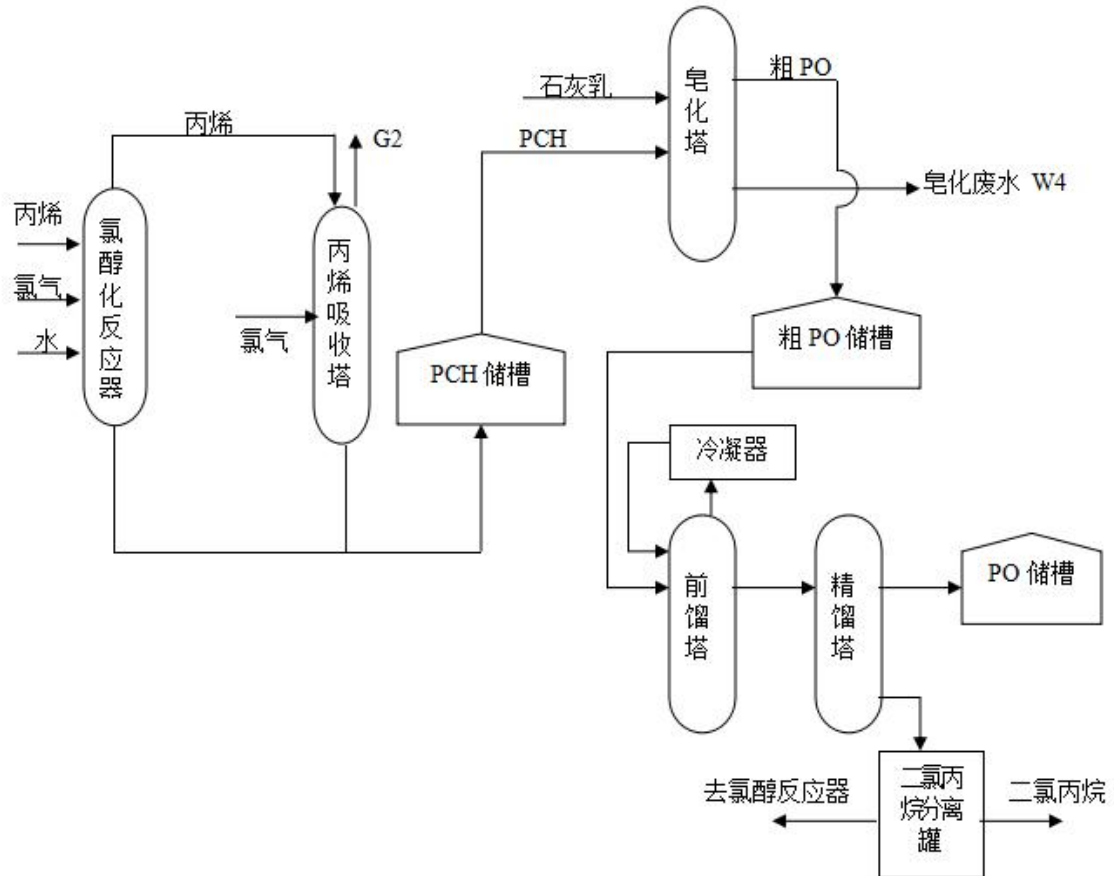 丙烯
G2
丙烯
氯气
水
氯醇化反应器
氯气
丙烯吸收塔
PCH 储槽
石灰乳
PCH
皂化塔
粗 PO
皂化废水 W4
粗 PO 储槽
冷凝器
前馏塔
精馏塔
PO 储槽
二氯丙
烷分离
罐
去氯醇反应器
二氯丙烷